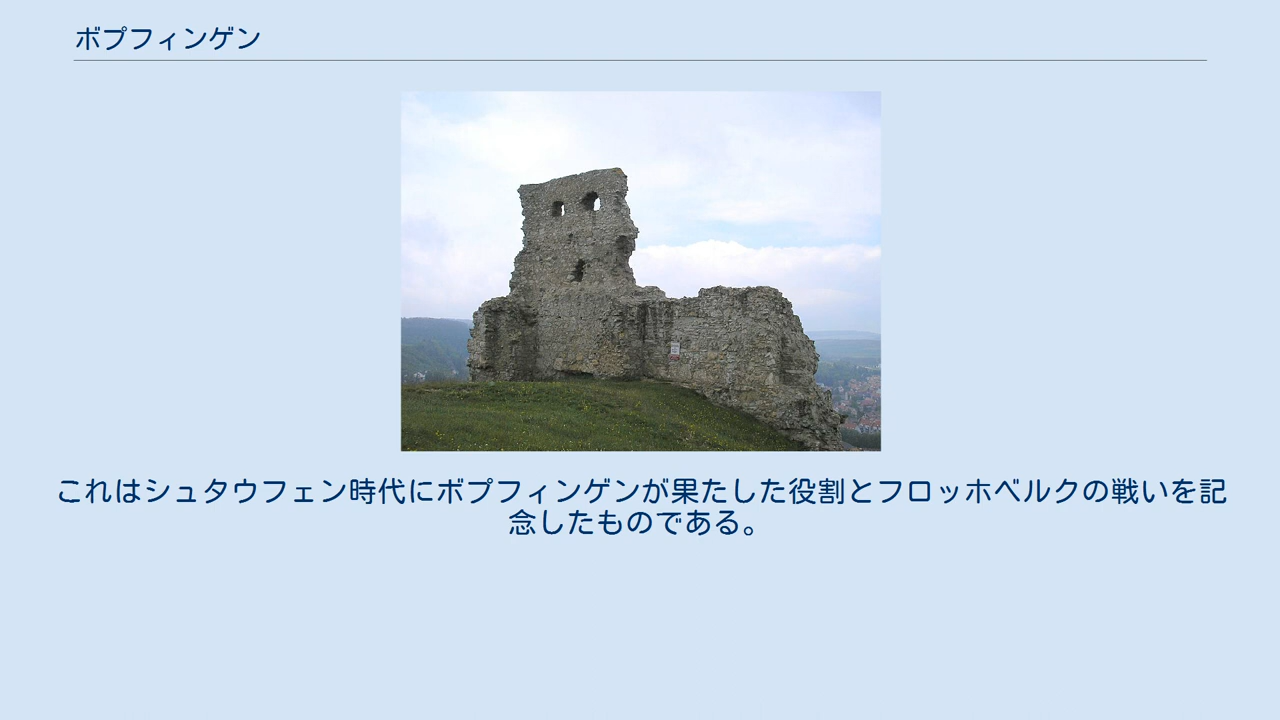 ボプフィンゲン
これはシュタウフェン時代にボプフィンゲンが果たした役割とフロッホベルクの戦いを記
念したものである。